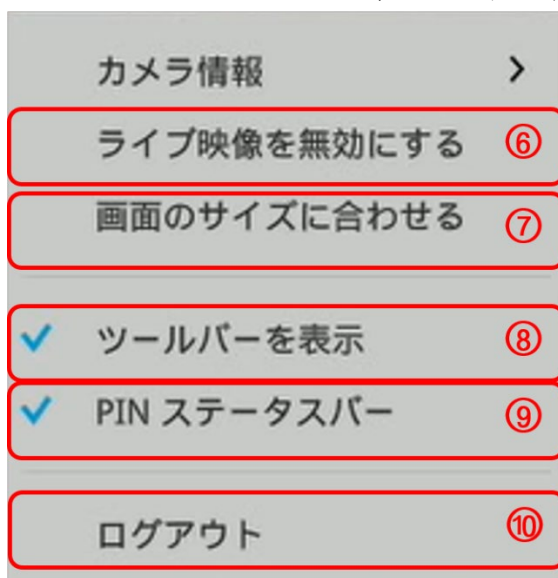 カメラ情報 >
ライブ映像を無効にする ⑥
画面のサイズに合わせる ⑦
✓ ツールバーを表示 ⑧
✓ PIN ステータスバー ⑨
ログアウト ⑩